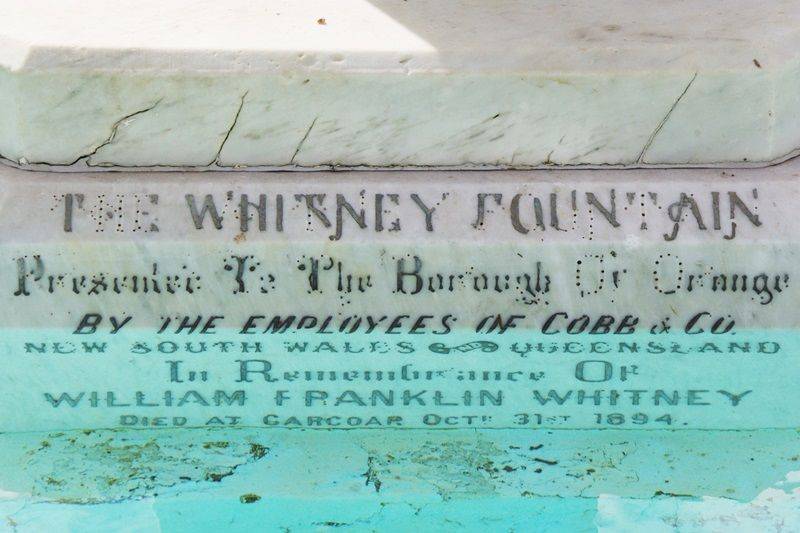 THE WHITNEY FOUNTAIN
Presented To The Borough Of Orange
BY THE EMPLOYEES OF COBB & CO.
NEW SOUTH WALES QUEENSLAND
In Remembrance Of
WILLIAM FRANKLIN WHITNEY
DIED AT CARCOAR OCTR 31ST 1894.